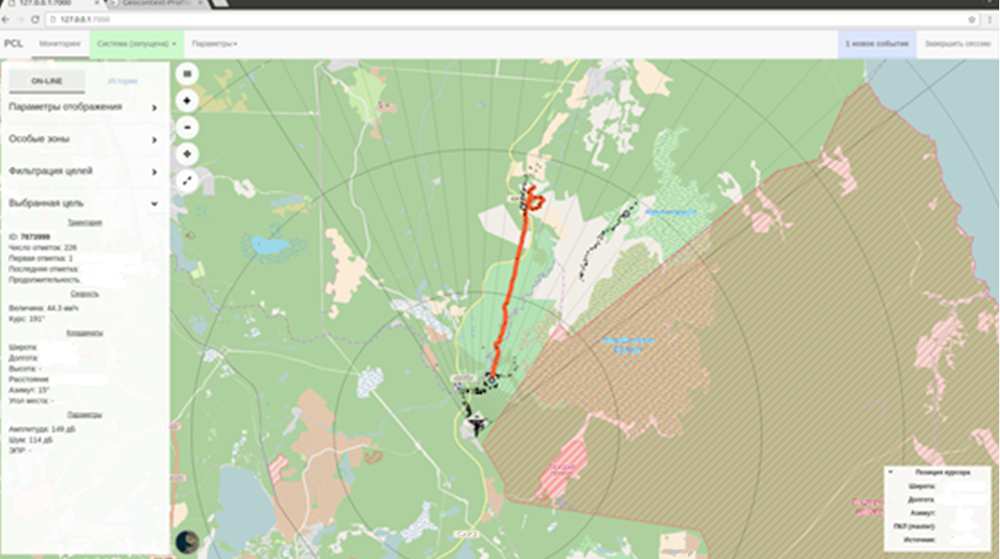 127.0.0.1:7000
Geocontext-Profi
127.0.0.1:7000
PCL Мониторинг Система (запущена) Параметры 1 новое событие Завершить сессию
ON-LINE История
Параметры отображения
Особые зоны
Фильтрация целей
Выбранная цель
Траектория
ID: 7873999
Число отметок: 226
Первая отметка: 1
Последняя отметка:
Продолжительность:
Скорость
Величина: 44.3 км/ч
Курс: 191°
Координаты
Широта:
Долгота:
Высота: -
Расстояние
Азимут: 15°
Угол места: -
Параметры
Амплитуда: 149 дБ
Шум: 114 дБ
ЭПР: -
Позиция курсора
Широта:
Долгота:
Азимут:
ПКЛ (master):
Источник: